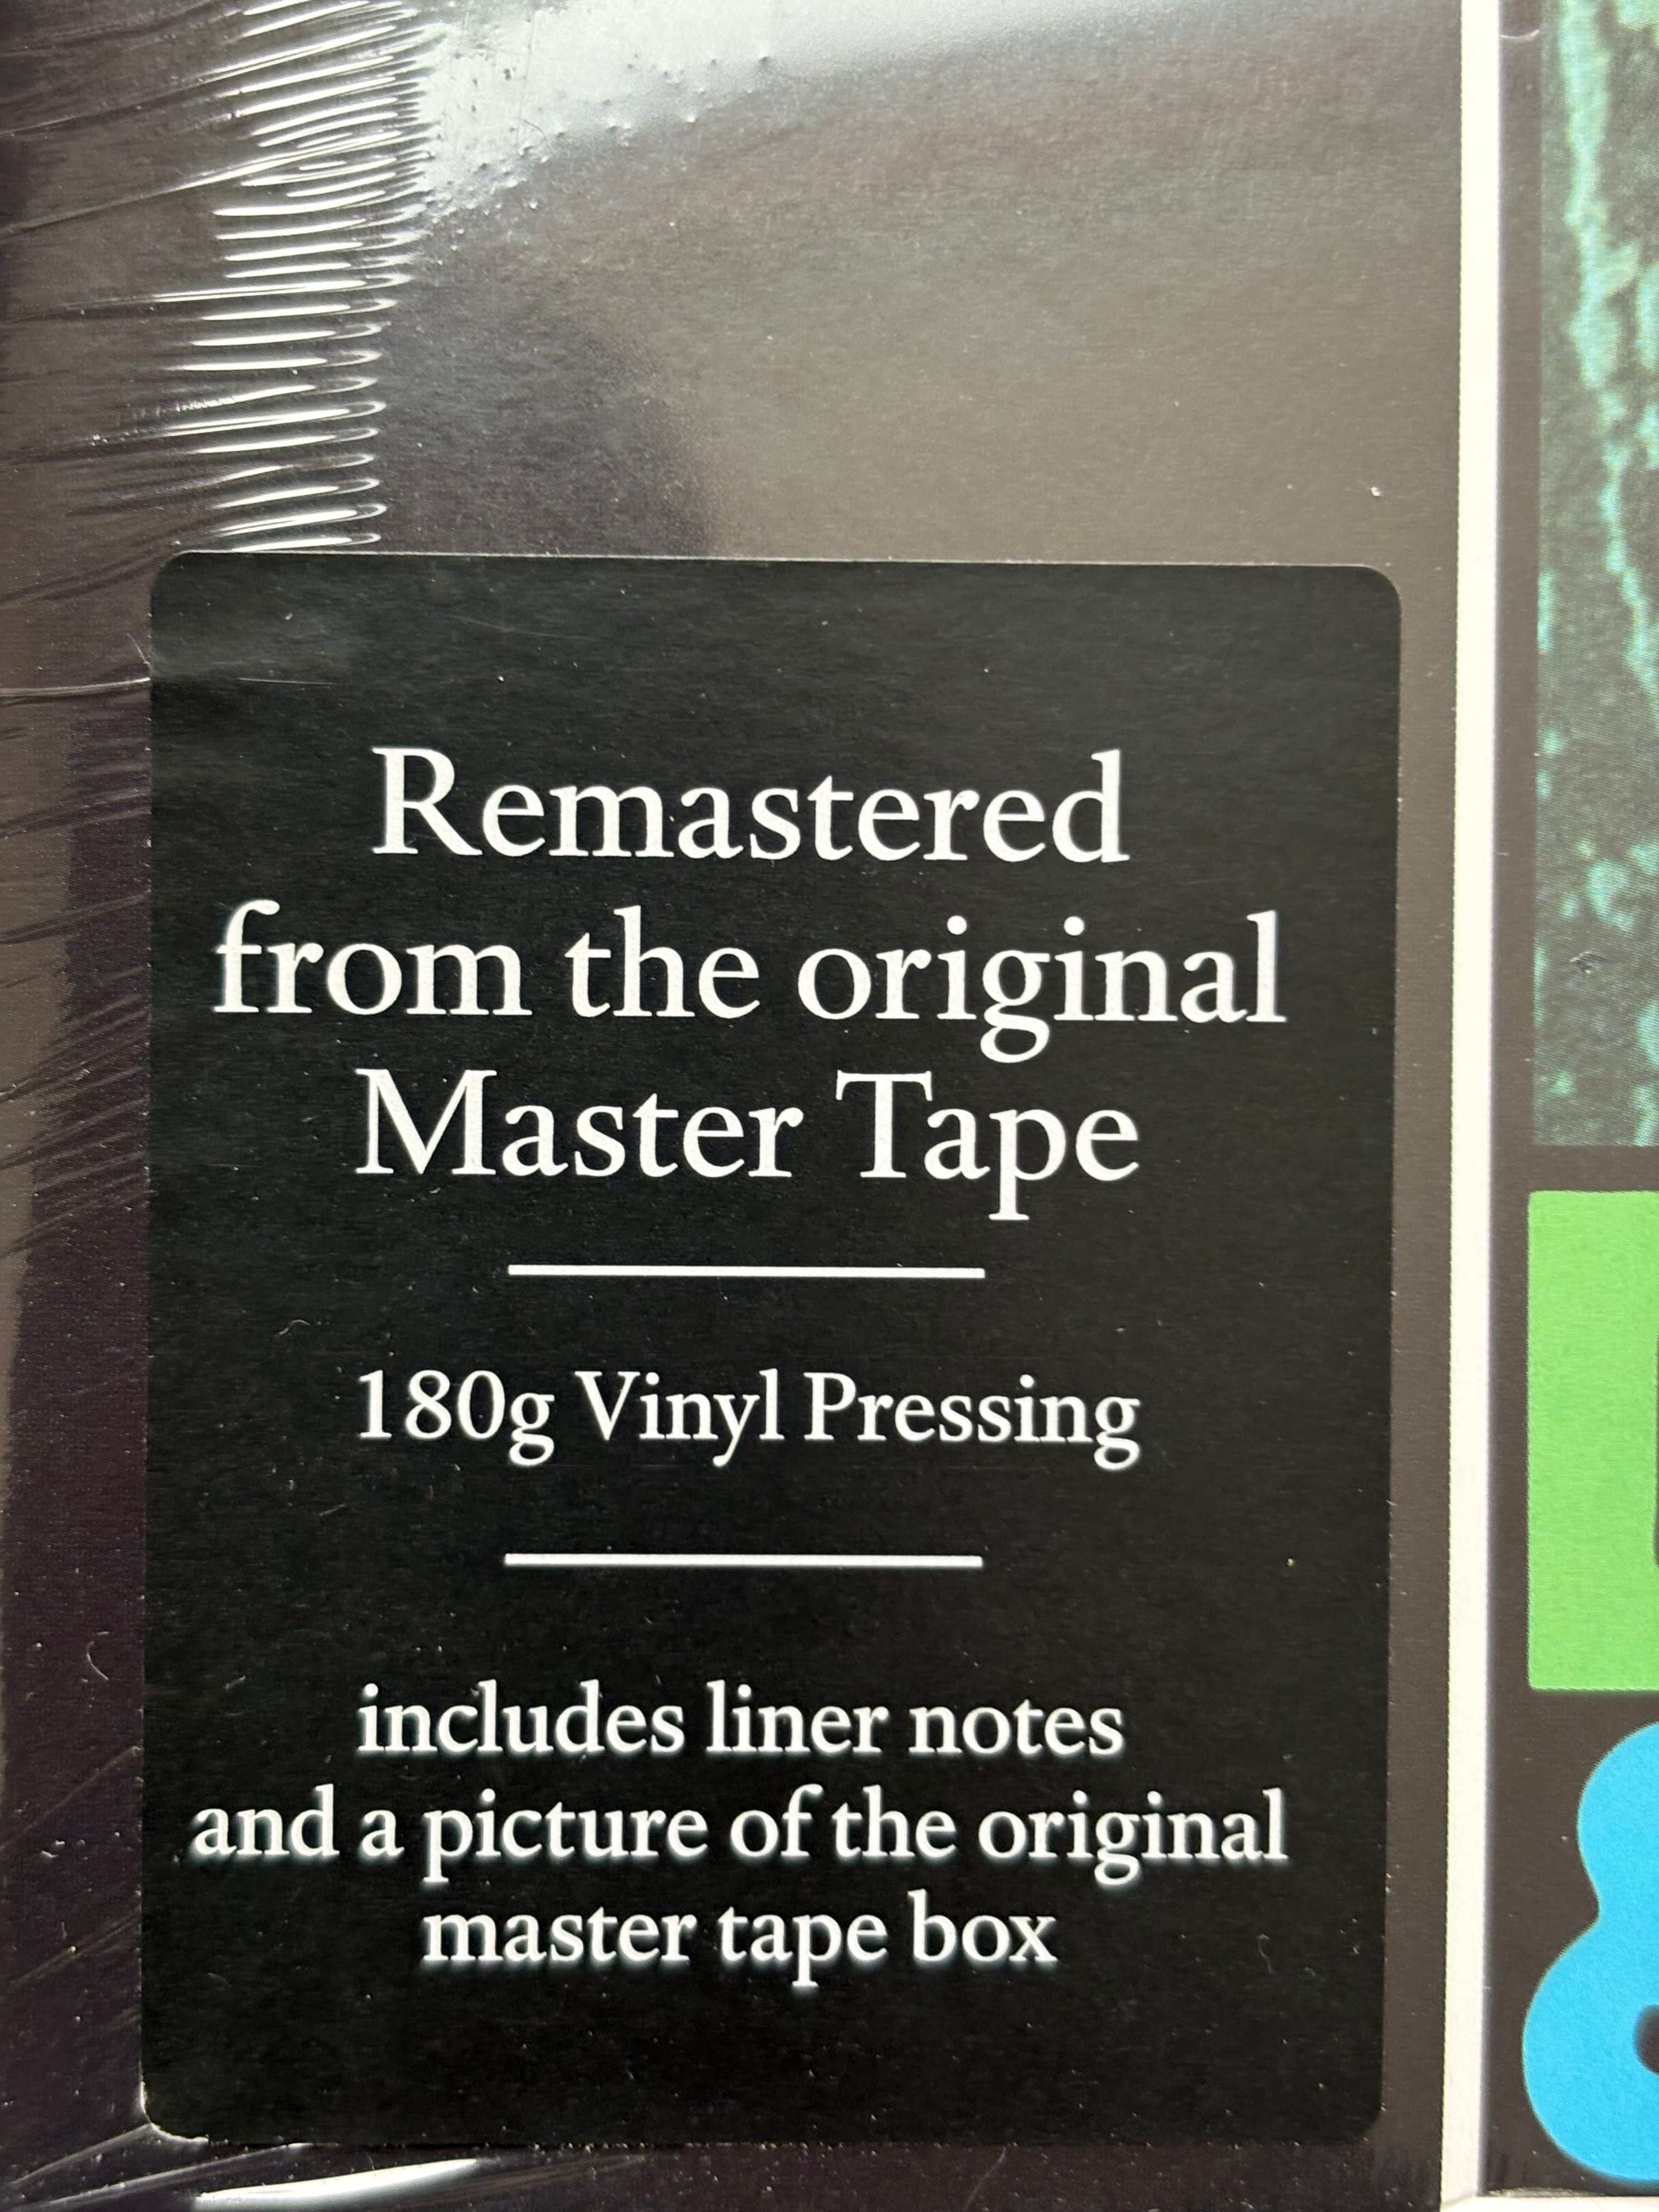 Remastered
from the original
Master Tape
180g Vinyl Pressing
includes liner notes
and a picture of the original
master tape box